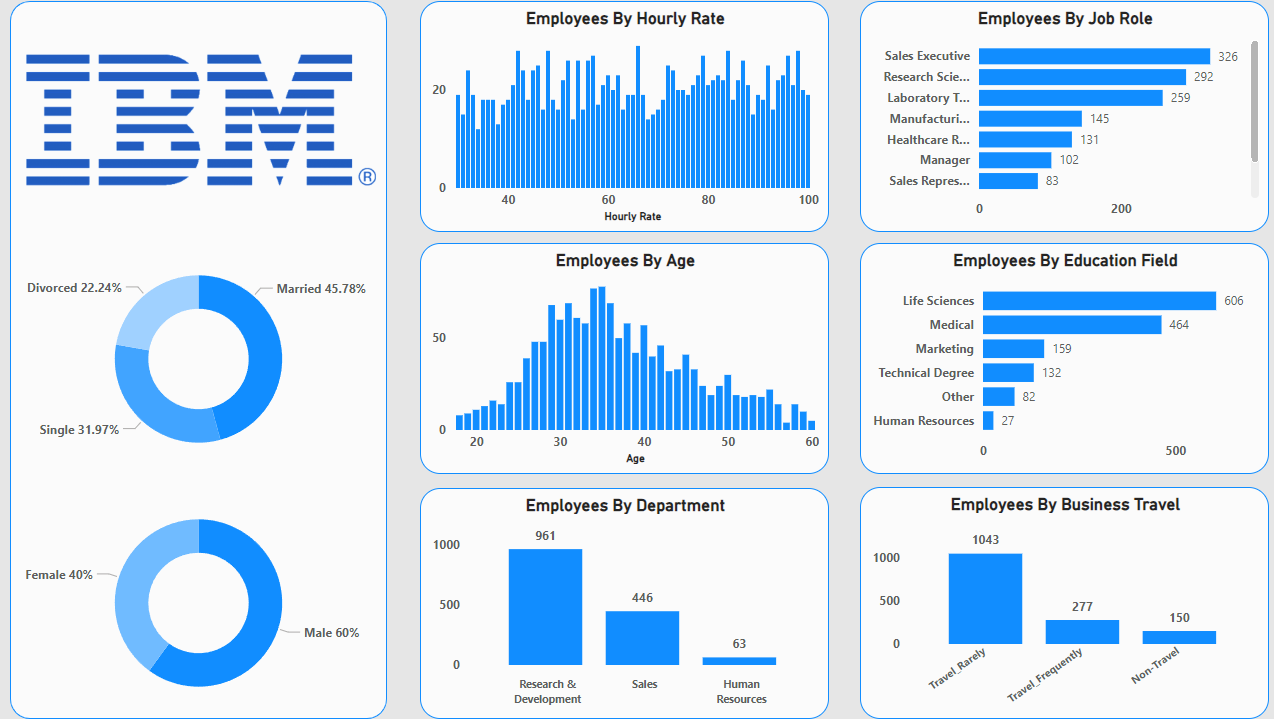 IBM®
Divorced 22.24%
Married 45.78%
Single 31.97%
Female 40%
Male 60%
Employees By Hourly Rate
20
0
40
60
80
100
Hourly Rate
Employees By Age
50
0
20
30
40
50
60
Age
Employees By Department
1000
500
0
961
446
63
Research &
Development
Sales
Human
Resources
Employees By Job Role
Sales Executive 326
Research Scie... 292
Laboratory T... 259
Manufacturi... 145
Healthcare R... 131
Manager 102
Sales Repres... 83
0
200
Employees By Education Field
Life Sciences 606
Medical 464
Marketing 159
Technical Degree 132
Other 82
Human Resources 27
0
500
Employees By Business Travel
1000
500
0
1043
277
150
Travel_Rarely
Travel_Frequently
Non-Travel